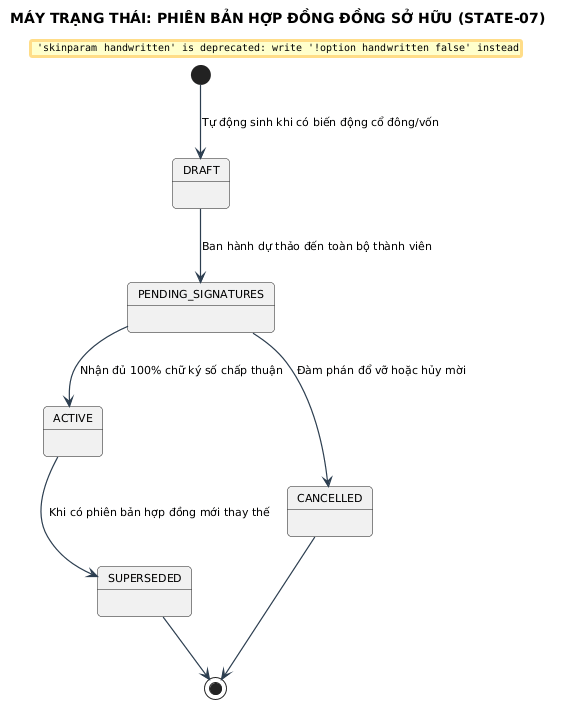 MÁY TRẠNG THÁI: PHIÊN BẢN HỢP ĐỒNG ĐỒNG SỞ HỮU (STATE-07)
'skinparam handwritten' is deprecated: write '!option handwritten false' instead
Tự động sinh khi có biến động cổ đông/vốn
DRAFT
Ban hành dự thảo đến toàn bộ thành viên
PENDING_SIGNATURES
Nhận đủ 100% chữ ký số chấp thuận
Đàm phán đổ vỡ hoặc hủy mời
ACTIVE
CANCELLED
Khi có phiên bản hợp đồng mới thay thế
SUPERSEDED